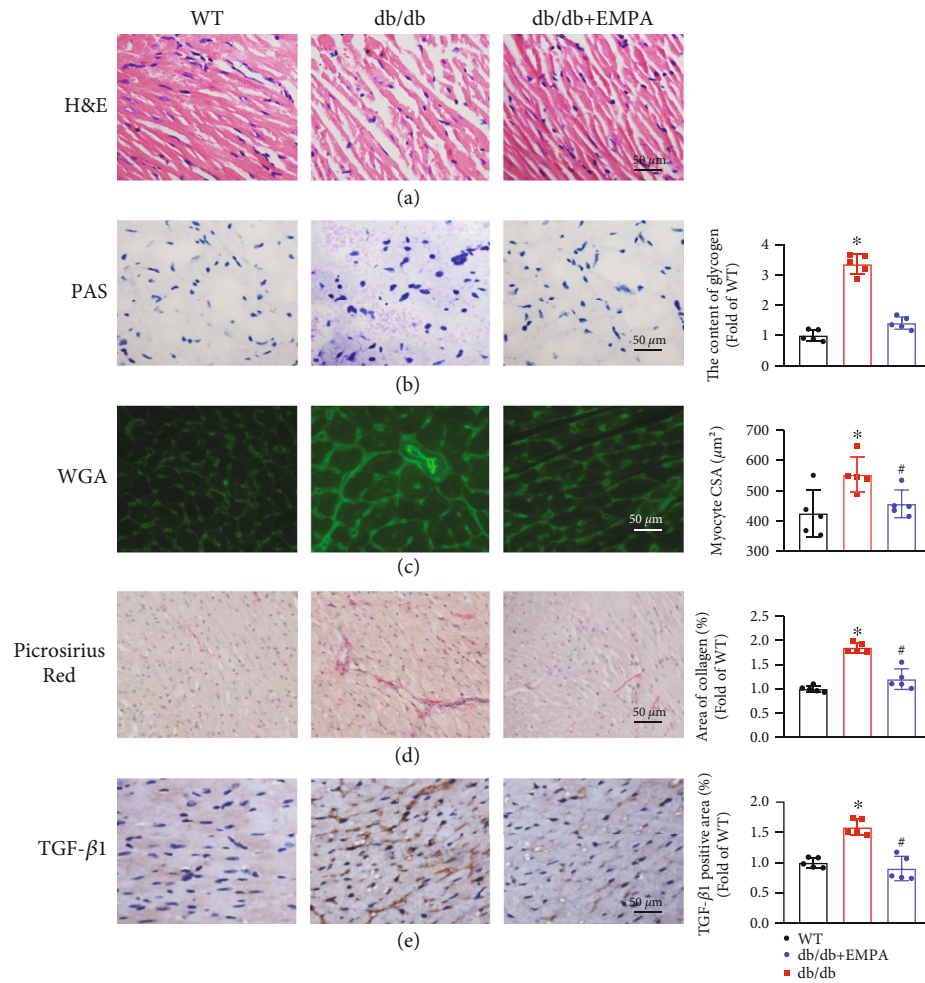 WT db/db db/db+EMPA
H&E
50 μm
(a)
PAS
50 μm
(b)
The content of glycogen
(Fold of WT)
4
3
2
1
0
*
WGA
50 μm
(c)
Myocyte CSA (μm²)
700
600
500
400
300
*
#
Picrosirius
Red
50 μm
(d)
Area of collagen (%)
(Fold of WT)
2.5
2.0
1.5
1.0
0.5
0.0
*
#
TGF-β1
50 μm
(e)
TGF-β1 positive area (%)
(Fold of WT)
2.0
1.5
1.0
0.5
0.0
*
#
WT
db/db+EMPA
db/db